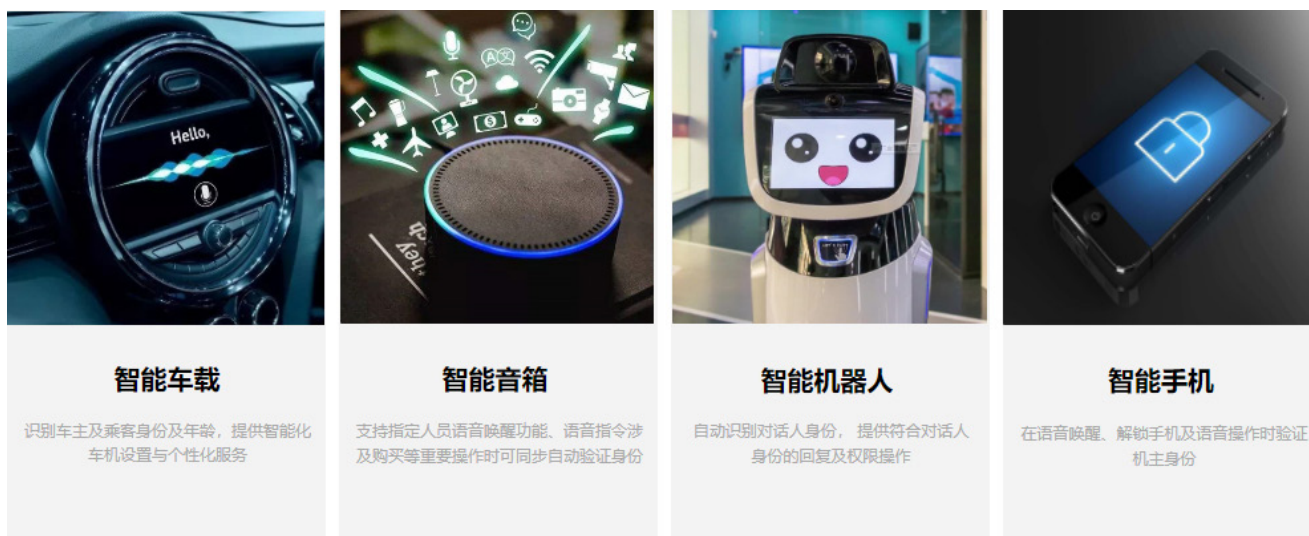 Hello,
hey
ch
智能车载
识别车主及乘客身份及年龄，提供智能化
车机设置与个性化服务
智能音箱
支持指定人员语音唤醒功能、语音指令涉
及购买等重要操作时可同步自动验证身份
智能机器人
自动识别对话人身份， 提供符合对话人
身份的回复及权限操作
智能手机
在语音唤醒、解锁手机及语音操作时验证
机主身份